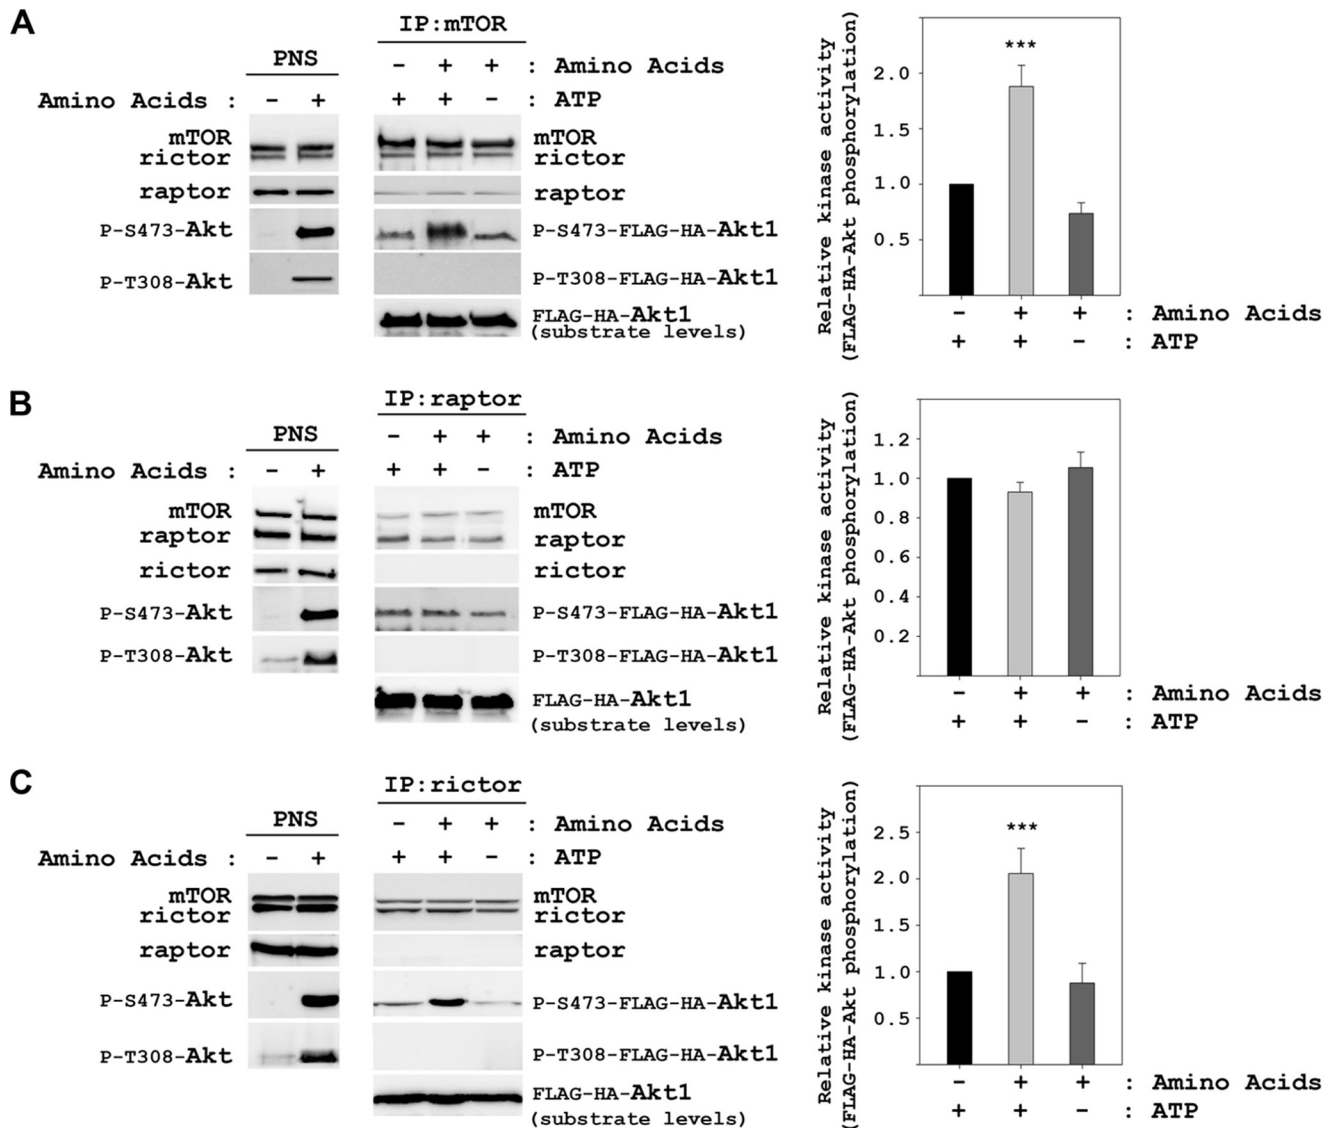 A
IP:mTOR
PNS
- + + : Amino Acids
Amino Acids : - +
+ + - : ATP
mTOR mTOR
rictor rictor
raptor raptor
P-S473-Akt P-S473-FLAG-HA-Akt1
P-T308-Akt P-T308-FLAG-HA-Akt1
FLAG-HA-Akt1
(substrate levels)
Relative kinase activity
(FLAG-HA-Akt phosphorylation)
***
2.0
1.5
1.0
0.5
- + + : Amino Acids
+ + - : ATP
B
IP:raptor
PNS
- + + : Amino Acids
Amino Acids : - +
+ + - : ATP
mTOR mTOR
raptor raptor
rictor rictor
P-S473-Akt P-S473-FLAG-HA-Akt1
P-T308-Akt P-T308-FLAG-HA-Akt1
FLAG-HA-Akt1
(substrate levels)
Relative kinase activity
(FLAG-HA-Akt phosphorylation)
1.2
1.0
0.8
0.6
0.4
0.2
- + + : Amino Acids
+ + - : ATP
C
IP:rictor
PNS
- + + : Amino Acids
Amino Acids : - +
+ + - : ATP
mTOR mTOR
rictor rictor
raptor raptor
P-S473-Akt P-S473-FLAG-HA-Akt1
P-T308-Akt P-T308-FLAG-HA-Akt1
FLAG-HA-Akt1
(substrate levels)
Relative kinase activity
(FLAG-HA-Akt phosphorylation)
***
2.5
2.0
1.5
1.0
0.5
- + + : Amino Acids
+ + - : ATP